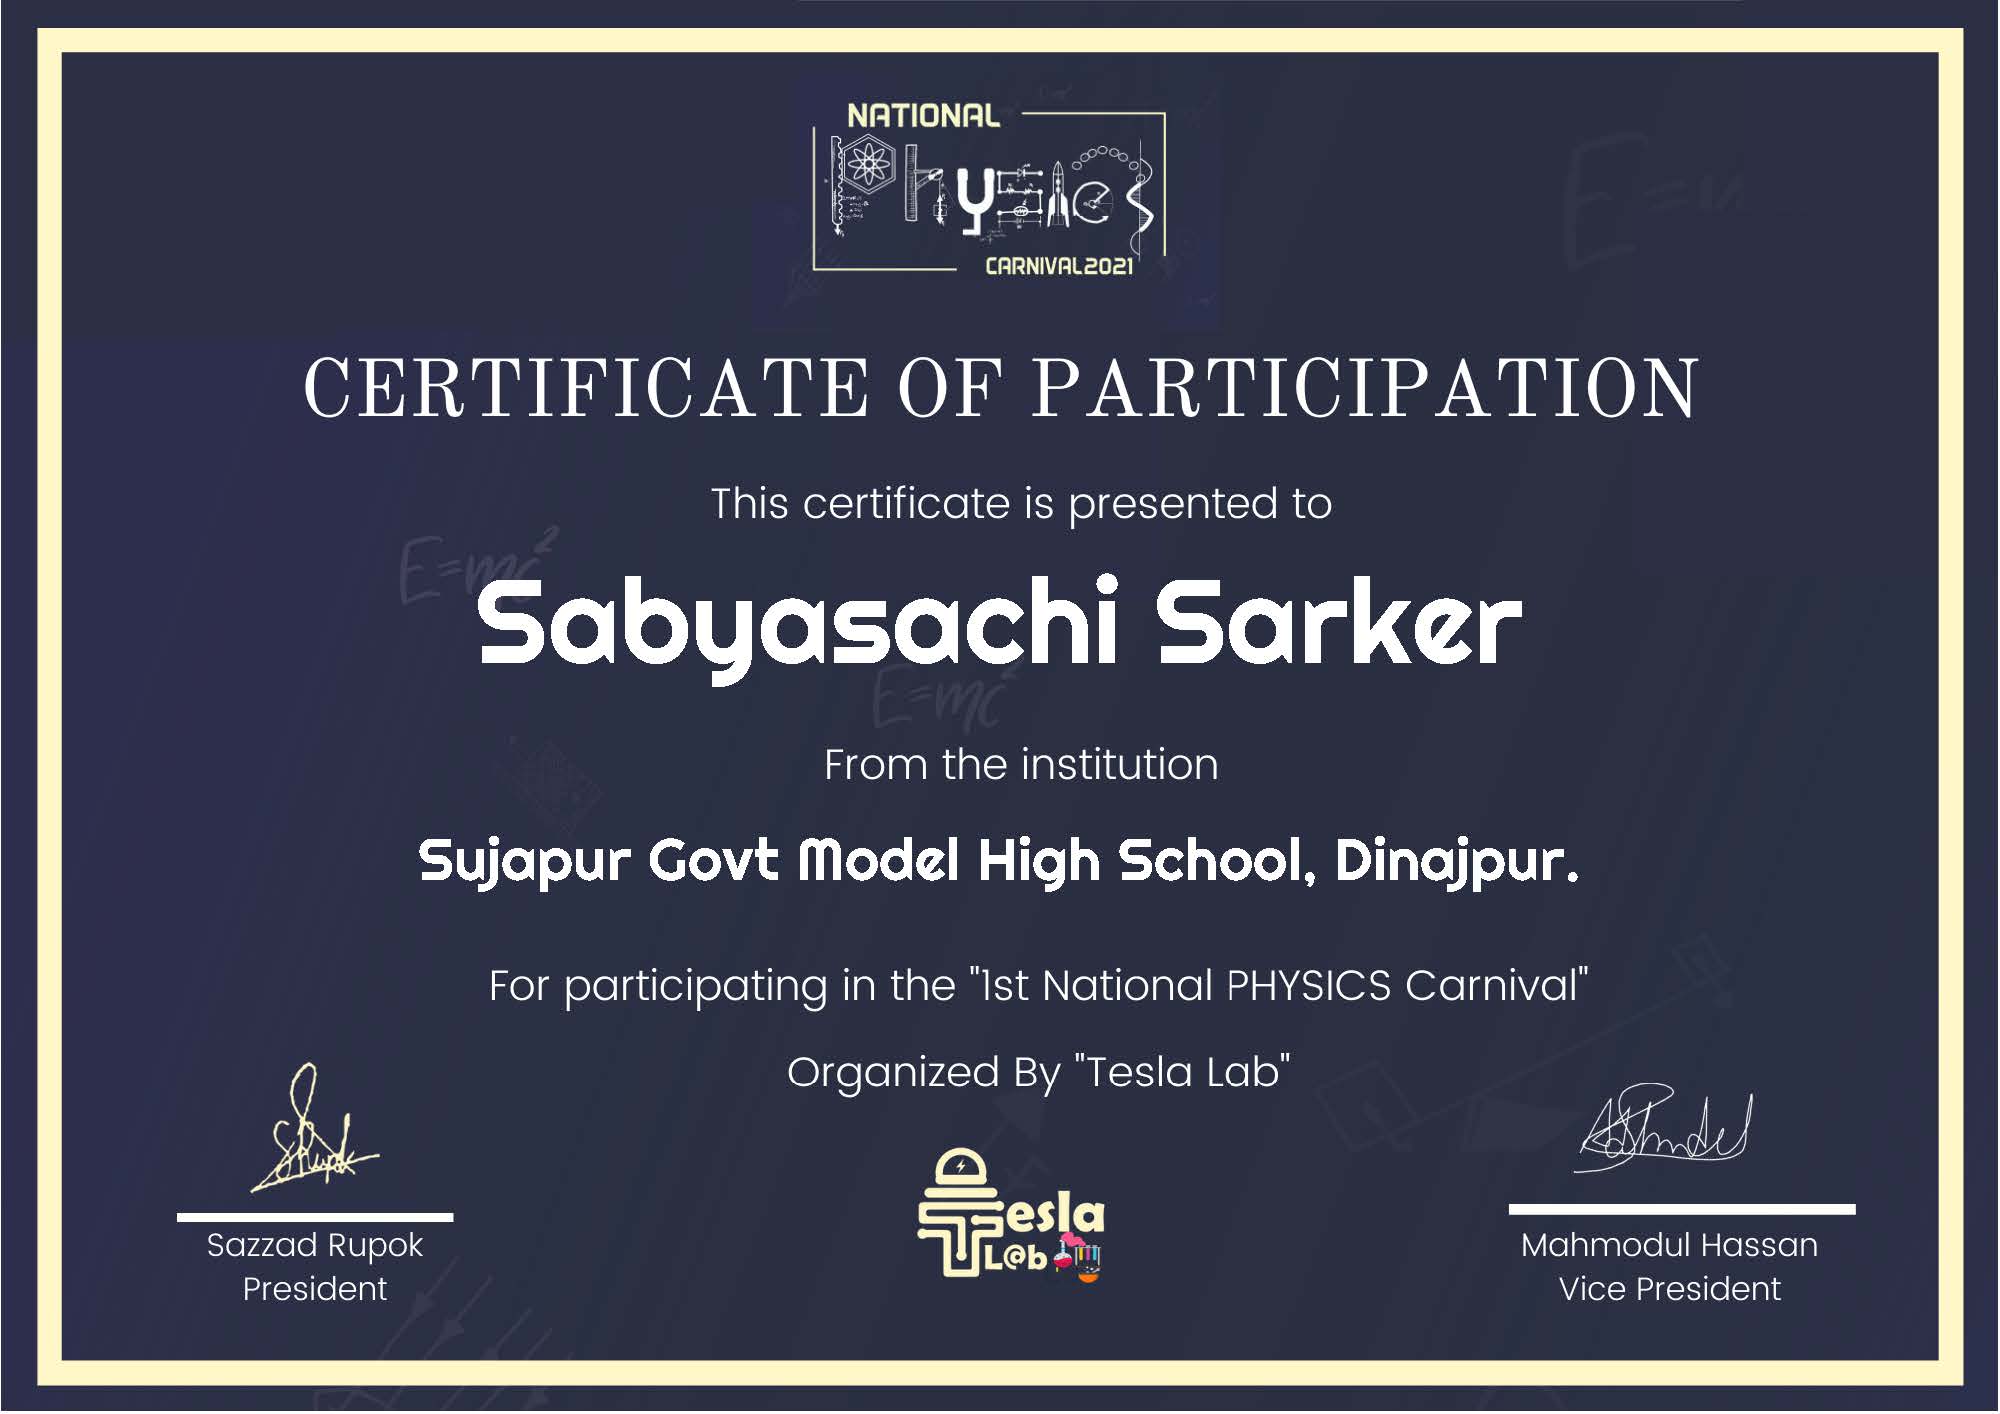 NATIONAL
Physics
CARNIVAL2021
CERTIFICATE OF PARTICIPATION
This certificate is presented to
E=mc²
Sabyasachi Sarker
E=mc²
From the institution
Sujapur Govt Model High School, Dinajpur.
For participating in the "1st National PHYSICS Carnival"
Organized By "Tesla Lab"
Tesla
L@b
Sazzad Rupok
President
Mahmodul Hassan
Vice President